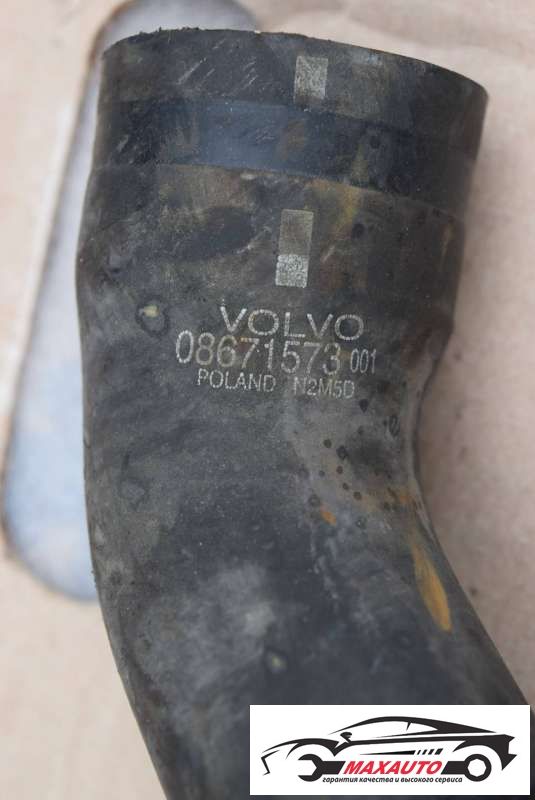 VOLVO
08671573 001
POLAND N2M5D
MAXAUTO
гарантия качества и высокого сервиса